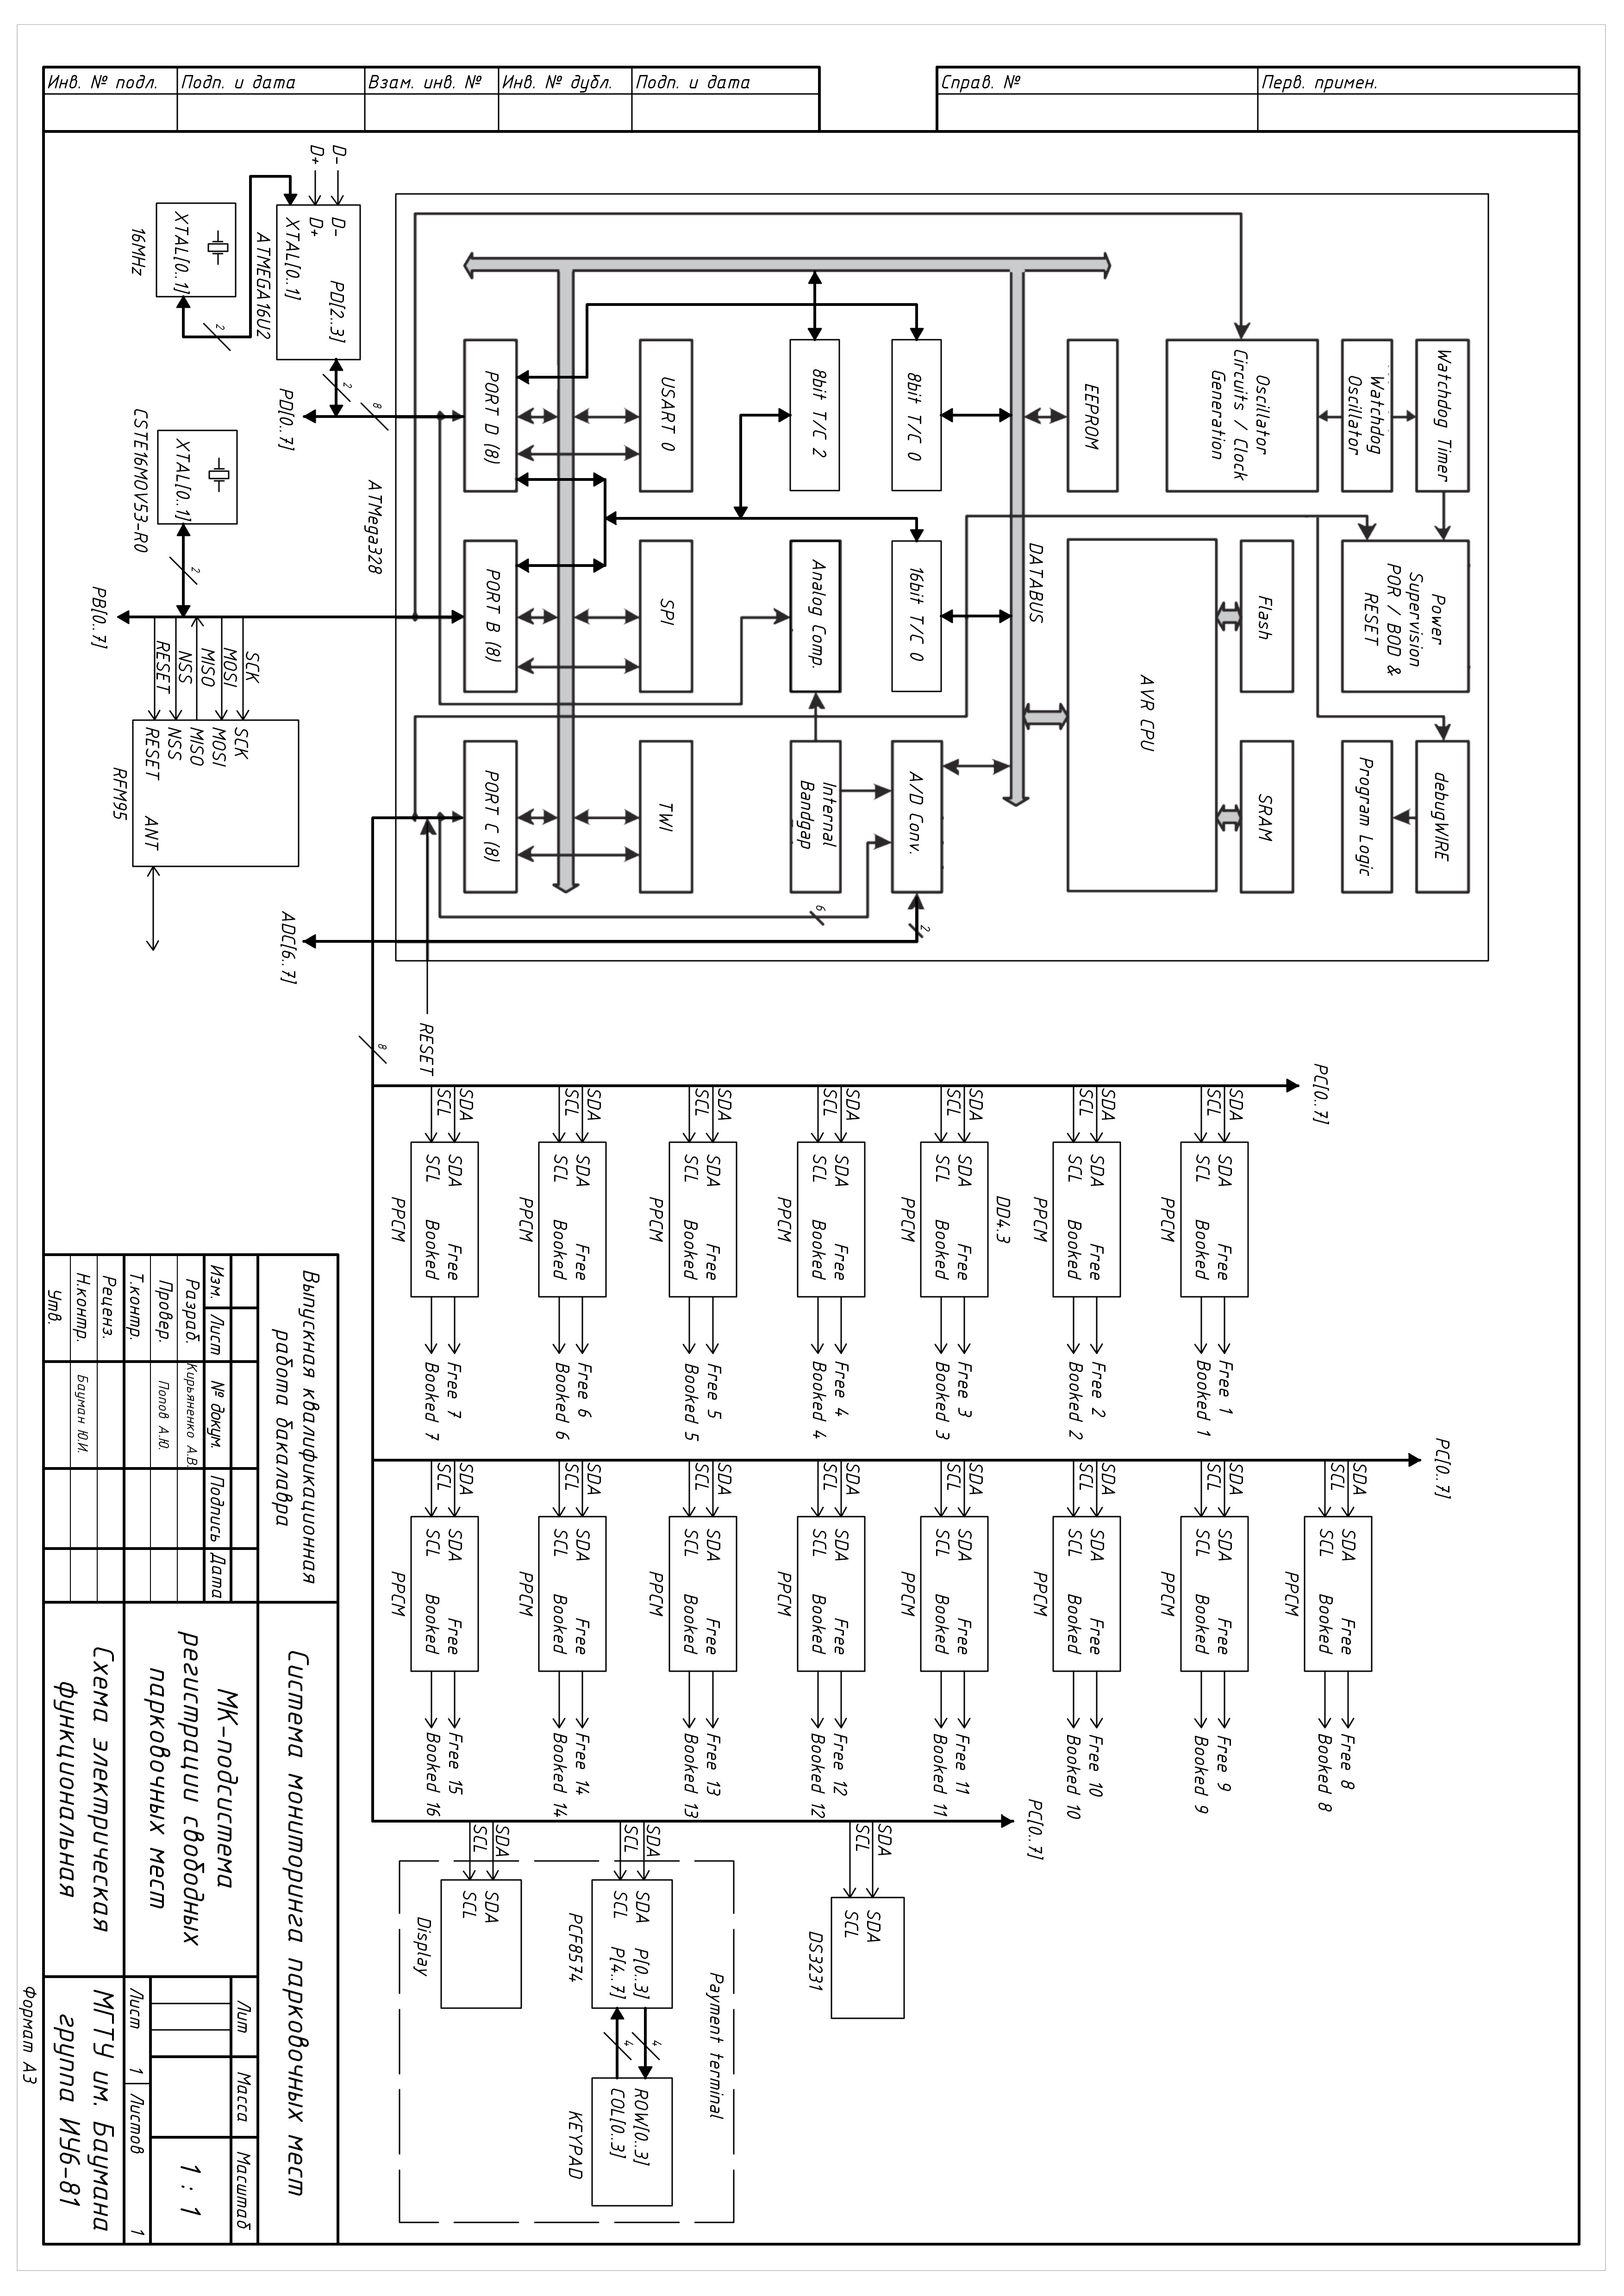 Перв. примен.
Справ. №
Подп. и дата
Инв. № дубл.
Взам. инв. №
Подп. и дата
Инв. № подл.
Watchdog Timer
Power
Supervision
POR / BOD &
RESET
debugWIRE
Watchdog
Oscillator
Program Logic
Oscillator
Circuits / Clock
Generation
Flash
SRAM
AVR CPU
EEPROM
DATABUS
8bit T/C 0
16bit T/C 0
A/D Conv.
2
8bit T/C 2
Analog Comp.
Internal
Bandgap
6
USART 0
SPI
TWI
PORT D (8)
PORT B (8)
PORT C (8)
RESET
ATMega328
8
8
D-
D+
D-
D+
PD[2..3]
XTAL[0..1]
2
ATMEGA16U2
PD[0..7]
ADC[6..7]
2
XTAL[0..1]
16MHz
XTAL[0..1]
2
CSTE16MOV53-R0
PB[0..7]
SCK
MOSI
MISO
NSS
RESET
SCK
MOSI
MISO
NSS
RESET
ANT
RFM95
PC[0..7]
SDA
SCL
SDA Free
SCL Booked
Free 1
Booked 1
PPCM
SDA
SCL
SDA Free
SCL Booked
Free 2
Booked 2
PPCM
DD4.3
SDA
SCL
SDA Free
SCL Booked
Free 3
Booked 3
PPCM
SDA
SCL
SDA Free
SCL Booked
Free 4
Booked 4
PPCM
SDA
SCL
SDA Free
SCL Booked
Free 5
Booked 5
PPCM
SDA
SCL
SDA Free
SCL Booked
Free 6
Booked 6
PPCM
SDA
SCL
SDA Free
SCL Booked
Free 7
Booked 7
PPCM
PC[0..7]
SDA
SCL
SDA Free
SCL Booked
Free 8
Booked 8
PPCM
SDA
SCL
SDA Free
SCL Booked
Free 9
Booked 9
PPCM
SDA
SCL
SDA Free
SCL Booked
Free 10
Booked 10
PPCM
SDA
SCL
SDA Free
SCL Booked
Free 11
Booked 11
PPCM
SDA
SCL
SDA Free
SCL Booked
Free 12
Booked 12
PPCM
SDA
SCL
SDA Free
SCL Booked
Free 13
Booked 13
PPCM
SDA
SCL
SDA Free
SCL Booked
Free 14
Booked 14
PPCM
SDA
SCL
SDA Free
SCL Booked
Free 15
Booked 16
PPCM
PC[0..7]
SDA
SCL
SDA
SCL
DS3231
Payment terminal
SDA
SCL
SDA P[0..3]
SCL P[4..7]
4
4
ROW[0..3]
COL[0..3]
PCF8574
KEYPAD
SDA
SCL
SDA
SCL
Display
Выпускная квалификационная
работа бакалавра
Система мониторинга парковочных мест
Изм. Лист № докум. Подпись Дата
Разраб. Кирьяненко А.В.
Провер. Попов А.Ю.
Т.контр.
Реценз.
Н.контр. Бауман Ю.И.
Утв.
МК-подсистема
регистрации свободных
парковочных мест
Лит Масса Масштаб
1 : 1
Лист 1 Листов 1
Схема электрическая
функциональная
МГТУ им. Баумана
группа ИУ6-81
Формат А3